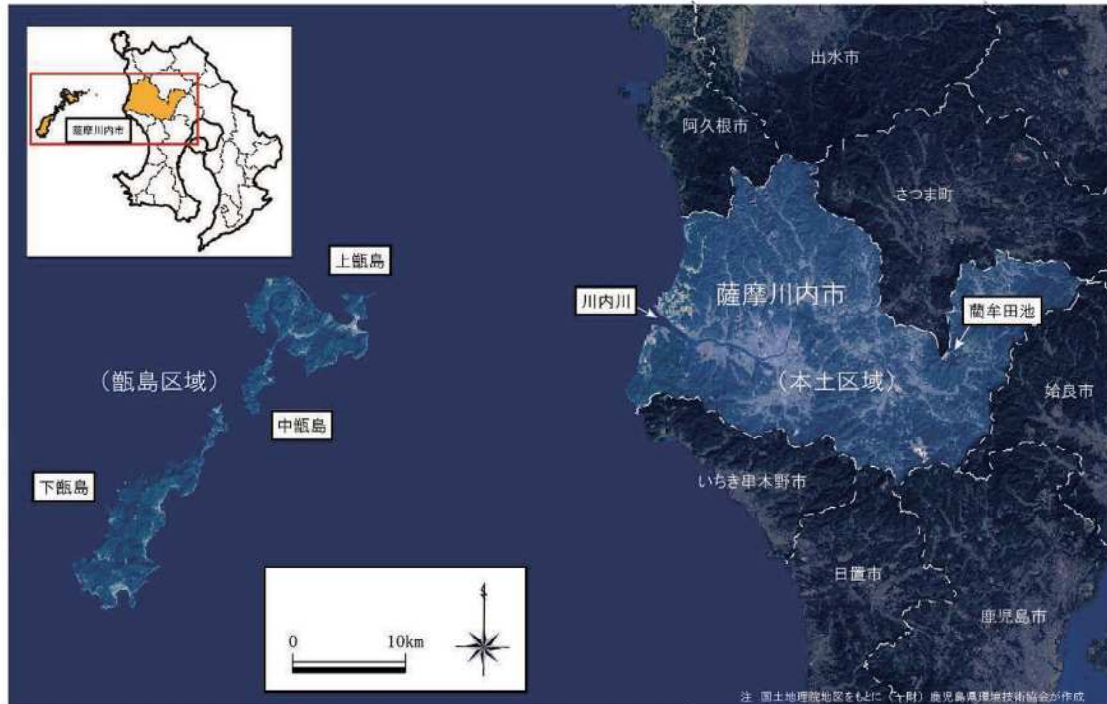 薩摩川内市
出水市
阿久根市
さつま町
上甑島
川内川
薩摩川内市
藺牟田池
（甑島区域）
（本土区域）
姶良市
中甑島
下甑島
いちき串木野市
日置市
鹿児島市
0 10km
注 国土地理院地図をもとに（一財）鹿児島県環境技術協会が作成